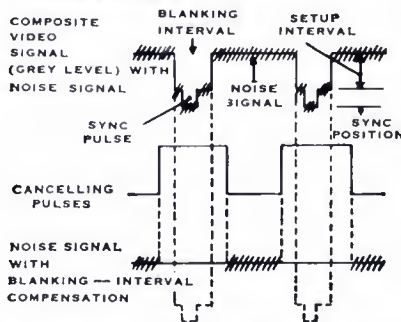 COMPOSITE
VIDEO
SIGNAL
(GREY LEVEL) WITH
NOISE SIGNAL
BLANKING
INTERVAL
SETUP
INTERVAL
NOISE
SIGNAL
SYNC
PULSE
SYNC
POSITION
CANCELLING
PULSES
NOISE SIGNAL
WITH
BLANKING — INTERVAL
COMPENSATION